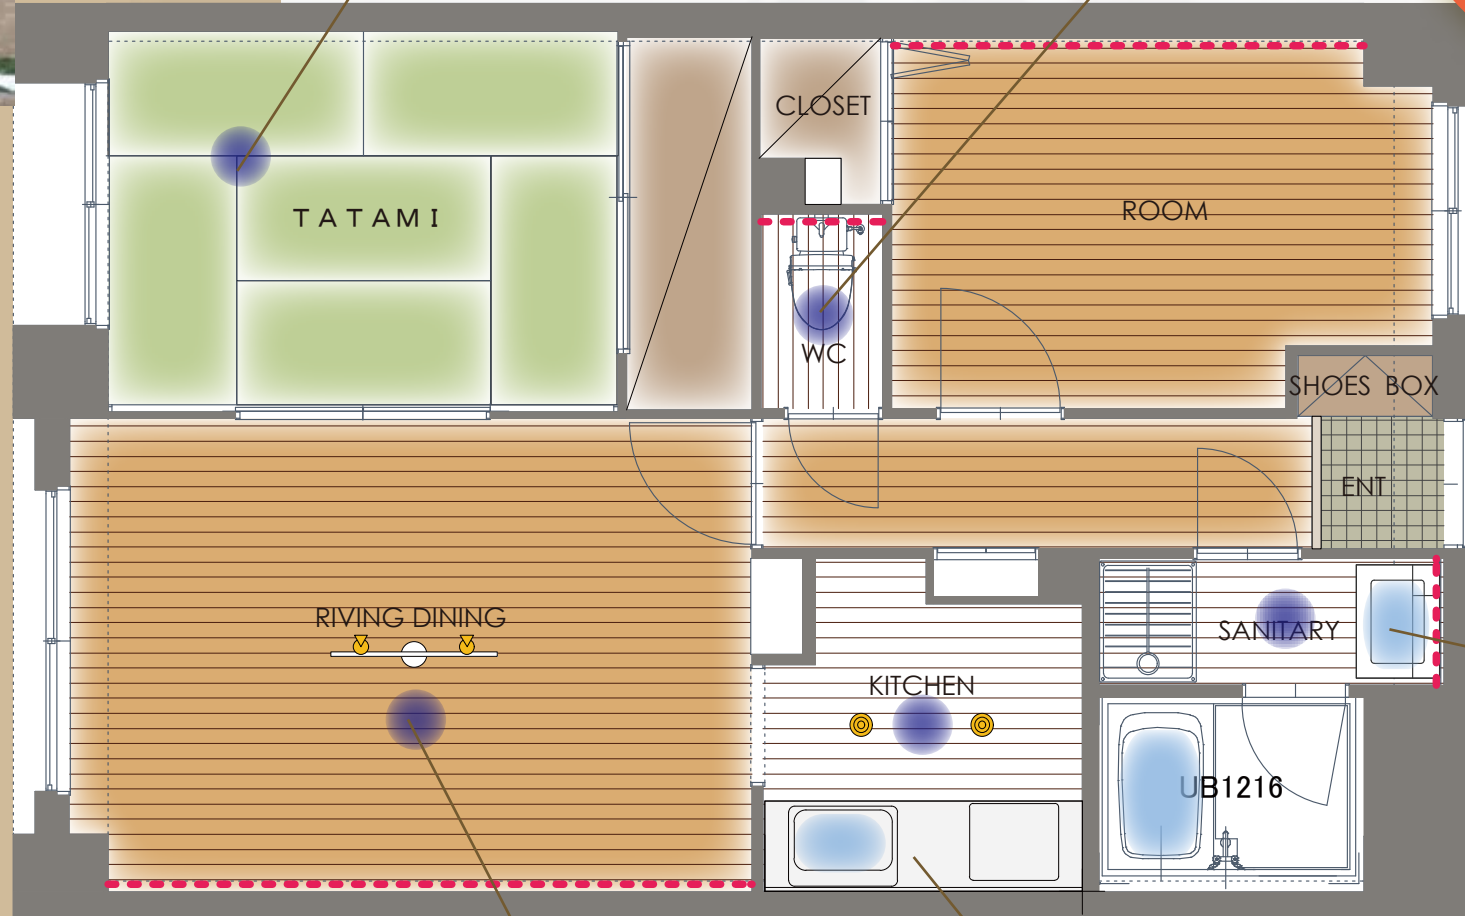 CLOSET
TATAMI
ROOM
WC
SHOES BOX
ENT
RIVING DINING
SANITARY
KITCHEN
UB1216